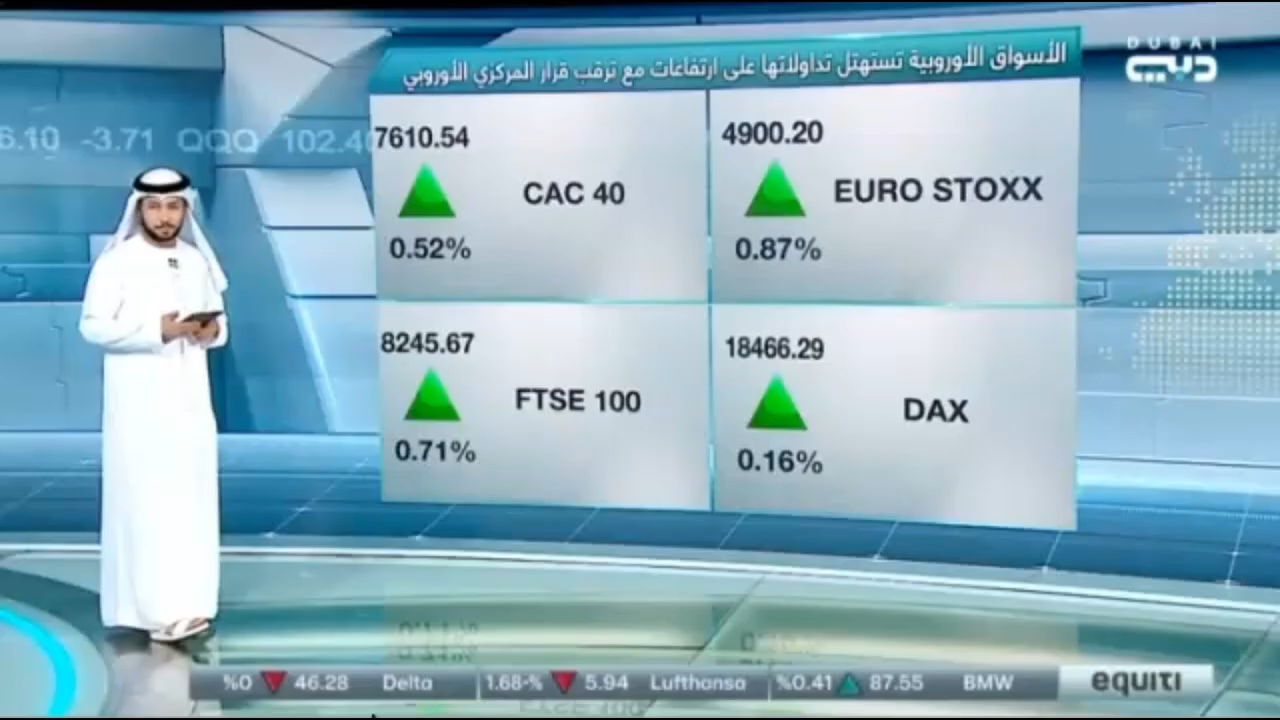 DUBAI
دبي
الأسواق الأوروبية تستهل تداولاتها على ارتفاعات مع ترقب قرار المركزي الأوروبي
6.10 -3.71 QQQ 102.40
7610.54
CAC 40
0.52%
4900.20
EURO STOXX
0.87%
8245.67
FTSE 100
0.71%
18466.29
DAX
0.16%
%0 46.28 Delta 1.68-% 5.94 Lufthansa %0.41 87.55 BMW equiti